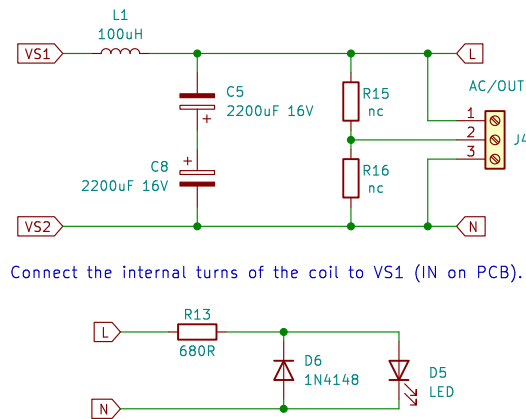 L1
100uH
VS1
L
C5
2200uF 16V
+
R15
nc
AC/OUT
1
2
3
J4
+
C8
2200uF 16V
R16
nc
VS2
N
Connect the internal turns of the coil to VS1 (IN on PCB).
L
R13
680R
D6
1N4148
D5
LED
N